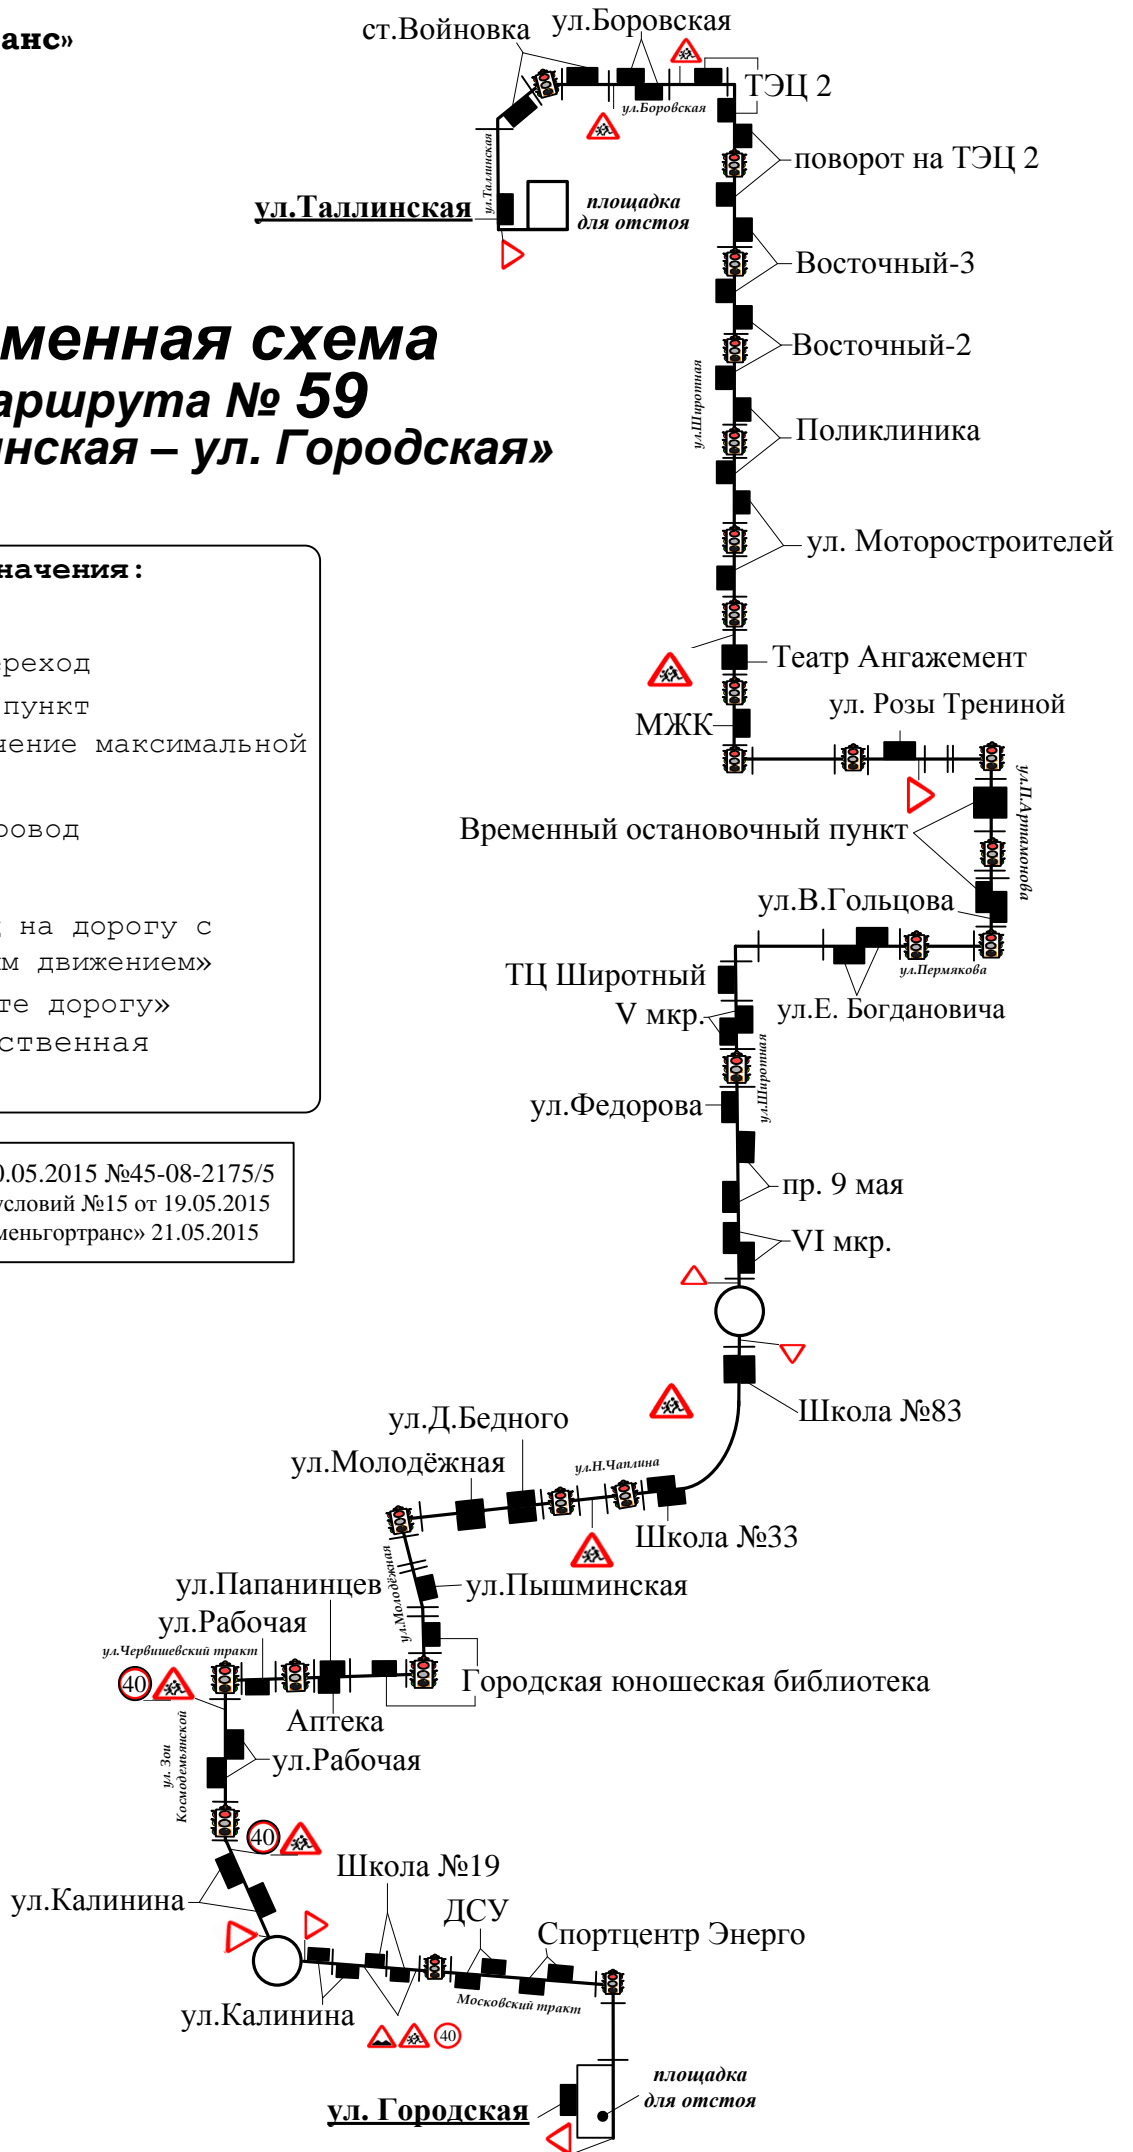 анс»
ст.Войновка
ул.Боровская
ТЭЦ 2
ул.Боровская
ул.Таллинская
поворот на ТЭЦ 2
ул.Таллинская
площадка
для отстоя
Восточный-3
менная схема
Восточный-2
аршрута № 59
ул.Широтная
инская – ул. Городская»
Поликлиника
ул. Моторостроителей
начения:
ереход
Театр Ангажемент
пункт
ул. Розы Трениной
МЖК
чение максимальной
ул.П.Артамонова
Временный остановочный пункт
ровод
ул.В.Гольцова
д на дорогу с
м движением»
ул.Пермякова
ТЦ Широтный
те дорогу»
V мкр.
ул.Е. Богдановича
ственная
ул.Широтная
ул.Федорова
0.05.2015 №45-08-2175/5
условий №15 от 19.05.2015
меньгортранс» 21.05.2015
пр. 9 мая
VI мкр.
Школа №83
ул.Д.Бедного
ул.Молодёжная
ул.Н.Чаплина
Школа №33
ул.Молодёжная
ул.Папанинцев
ул.Пышминская
ул.Рабочая
ул.Червишевский тракт
40
Городская юношеская библиотека
Аптека
ул. Зои
Космодемьянской
ул.Рабочая
40
Школа №19
ул.Калинина
ДСУ
Спортцентр Энерго
Московский тракт
ул.Калинина
40
площадка
для отстоя
ул. Городская